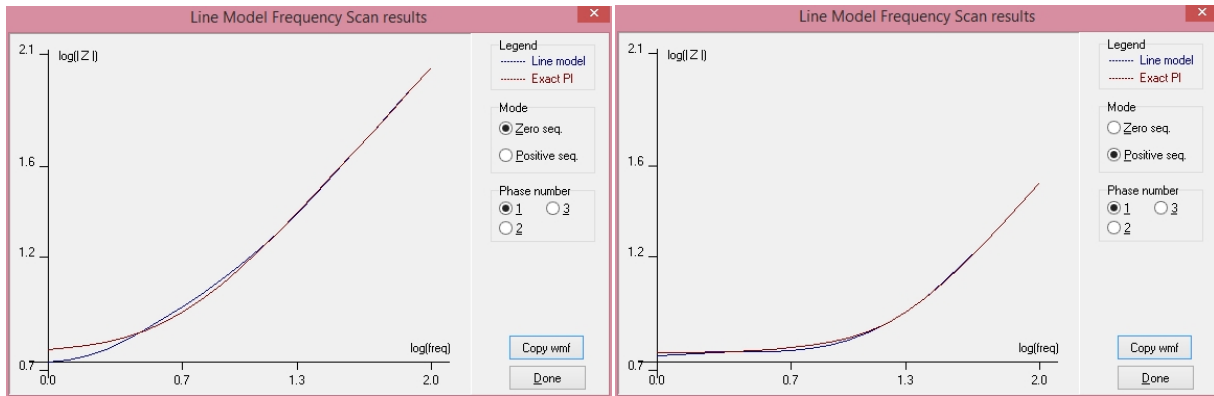 Line Model Frequency Scan results
2.1
log(|Z|)
1.6
1.2
0.7
0.0
0.7
1.3
2.0
log(freq)
Legend
Line model
Exact PI
Mode
Zero seq.
Positive seq.
Phase number
1 3
2
Copy wmf
Done
Line Model Frequency Scan results
2.1
log(|Z|)
1.6
1.2
0.7
0.0
0.7
1.3
2.0
log(freq)
Legend
Line model
Exact PI
Mode
Zero seq.
Positive seq.
Phase number
1 3
2
Copy wmf
Done